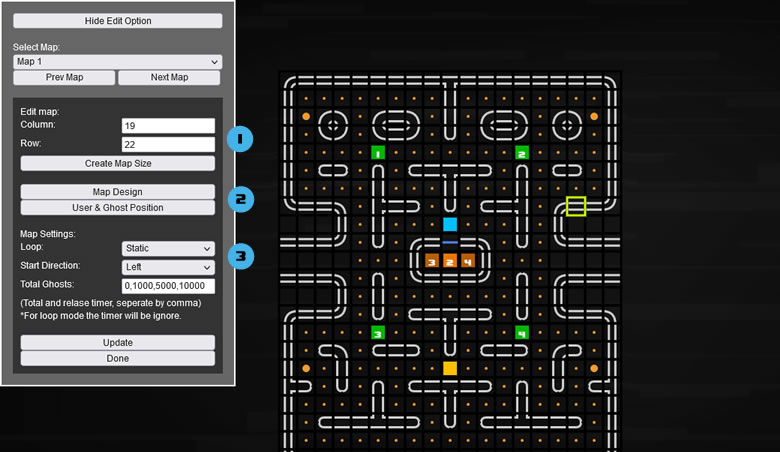 Hide Edit Option
Select Map:
Map 1
Prev Map Next Map
Edit map:
Column: 19
Row: 22
1
Create Map Size
Map Design
2
User & Ghost Position
Map Settings:
Loop: Static
3
Start Direction: Left
Total Ghosts: 0,1000,5000,10000
(Total and relase timer, seperate by comma)
*For loop mode the timer will be ignore.
Update
Done
1 2
3 2 4
3 4